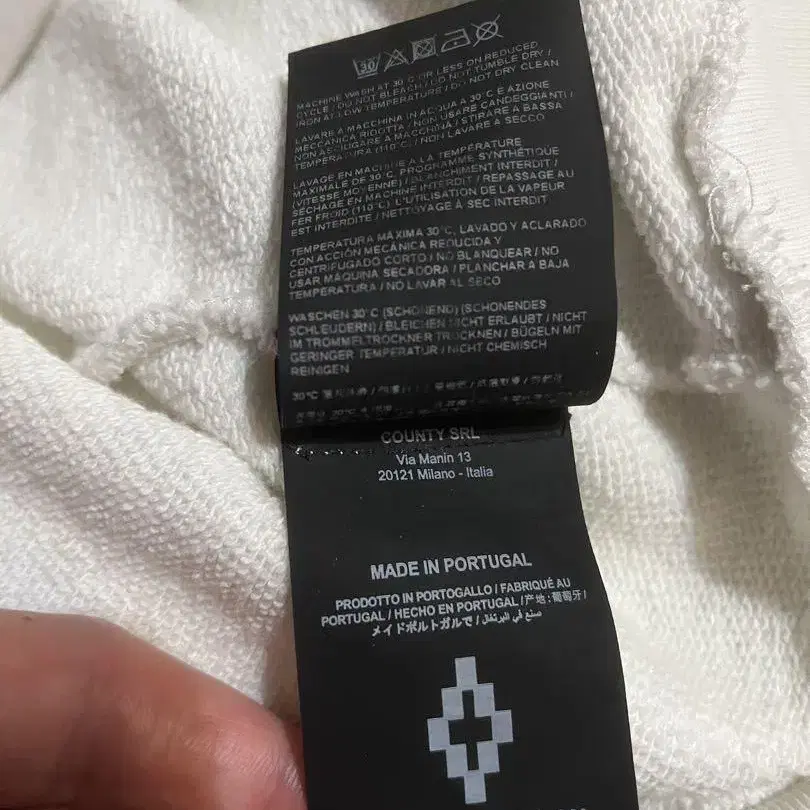 30
MACHINE WASH AT 30°C OR LESS ON REDUCED
CYCLE / DO NOT BLEACH / DO NOT TUMBLE DRY /
IRON AT LOW TEMPERATURE / DO NOT DRY CLEAN
LAVARE A MACCHINA IN ACQUA A 30°C E AZIONE
MECCANICA RIDOTTA / NON USARE CANDEGGIANTI /
NON ASCIUGARE A MACCHINA / STIRARE A BASSA
TEMPERATURA (110°C) / NON LAVARE A SECCO
LAVAGE EN MACHINE A LA TEMPÉRATURE
MAXIMALE DE 30°C, PROGRAMME SYNTHÉTIQUE
(VITESSE MOYENNE) / BLANCHIMENT INTERDIT /
SÉCHAGE EN MACHINE INTERDIT / REPASSAGE AU
FER FROID (110°C) L'UTILISATION DE LA VAPEUR
EST INTERDITE / NETTOYAGE À SEC INTERDIT
TEMPERATURA MÁXIMA 30°C, LAVADO Y ACLARADO
CON ACCIÓN MECÁNICA REDUCIDA Y
CENTRIFUGADO CORTO / NO BLANQUEAR / NO
USAR MÁQUINA SECADORA / PLANCHAR A BAJA
TEMPERATURA / NO LAVAR AL SECO
WASCHEN 30°C (SCHONEND) (SCHONENDES
SCHLEUDERN) / BLEICHEN NICHT ERLAUBT / NICHT
IM TROMMELTROCKNER TROCKNEN / BÜGELN MIT
GERINGER TEMPERATUR / NICHT CHEMISCH
REINIGEN
30°C
30°C
COUNTY SRL
Via Manin 13
20121 Milano - Italia
MADE IN PORTUGAL
PRODOTTO IN PORTOGALLO / FABRIQUÉ AU
PORTUGAL / HECHO EN PORTUGAL / 产地: 葡萄牙 /
メイドポルトガルで / صنع في البرتغال